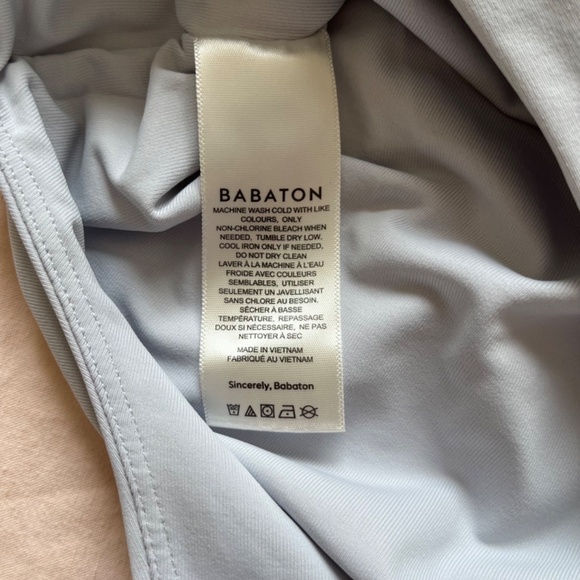 BABATON
MACHINE WASH COLD WITH LIKE
COLOURS, ONLY
NON-CHLORINE BLEACH WHEN
NEEDED, TUMBLE DRY LOW,
COOL IRON ONLY IF NEEDED,
DO NOT DRY CLEAN
LAVER À LA MACHINE À L'EAU
FROIDE AVEC COULEURS
SEMBLABLES, UTILISER
SEULEMENT UN JAVELLISANT
SANS CHLORE AU BESOIN,
SÉCHER À BASSE
TEMPÉRATURE, REPASSAGE
DOUX SI NÉCESSAIRE, NE PAS
NETTOYER À SEC
MADE IN VIETNAM
FABRIQUÉ AU VIETNAM
Sincerely, Babaton